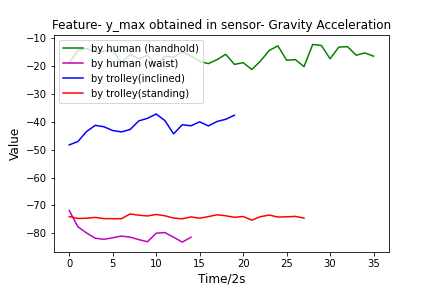 Feature- y_max obtained in sensor- Gravity Acceleration
−10
−20
−30
−40
−50
−60
−70
−80
Value
by human (handhold)
by human (waist)
by trolley(inclined)
by trolley(standing)
0 5 10 15 20 25 30 35
Time/2s